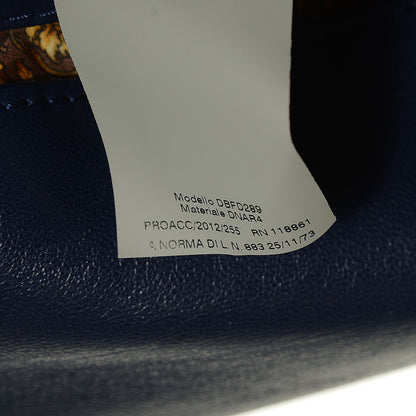 Modello DBFD289
Materiale DNAR4
PROACC/2012/255 RN 118861
A NORMA DI L N. 883 25/11/73